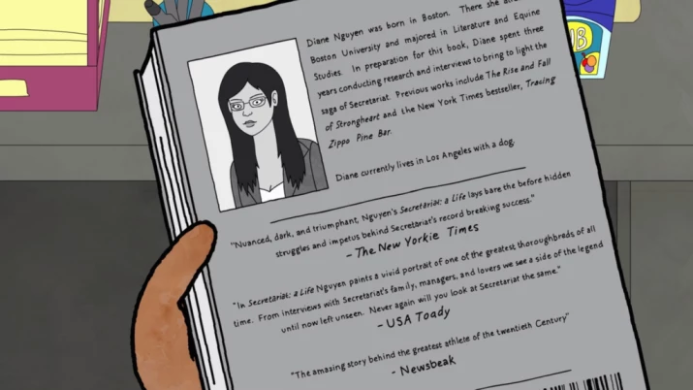 Diane Nguyen was born in Boston. There she
Boston University and majored in Literature and Equine
Studies. In preparation for this book, Diane spent three
years conducting research and interviews to bring to light the
saga of Secretariat. Previous works include The Rise and Fall
of Strongheart and the New York Times bestseller, Tracing
Zippo Pine Bar.
Diane currently lives in Los Angeles with a dog.
"Nuanced, dark, and triumphant, Nguyen's Secretariat: a Life lays bare the before hidden
struggles and impetus behind Secretariat's record breaking success."
- The New Yorkie Times
"In Secretariat: a Life Nguyen paints a vivid portrait of one of the greatest thoroughbreds of all
time. From interviews with Secretariat's family, managers, and lovers we see a side of the legend
until now left unseen. Never again will you look at Secretariat the same."
- USA Toady
"The amazing story behind the greatest athlete of the twentieth Century"
- Newsbeak